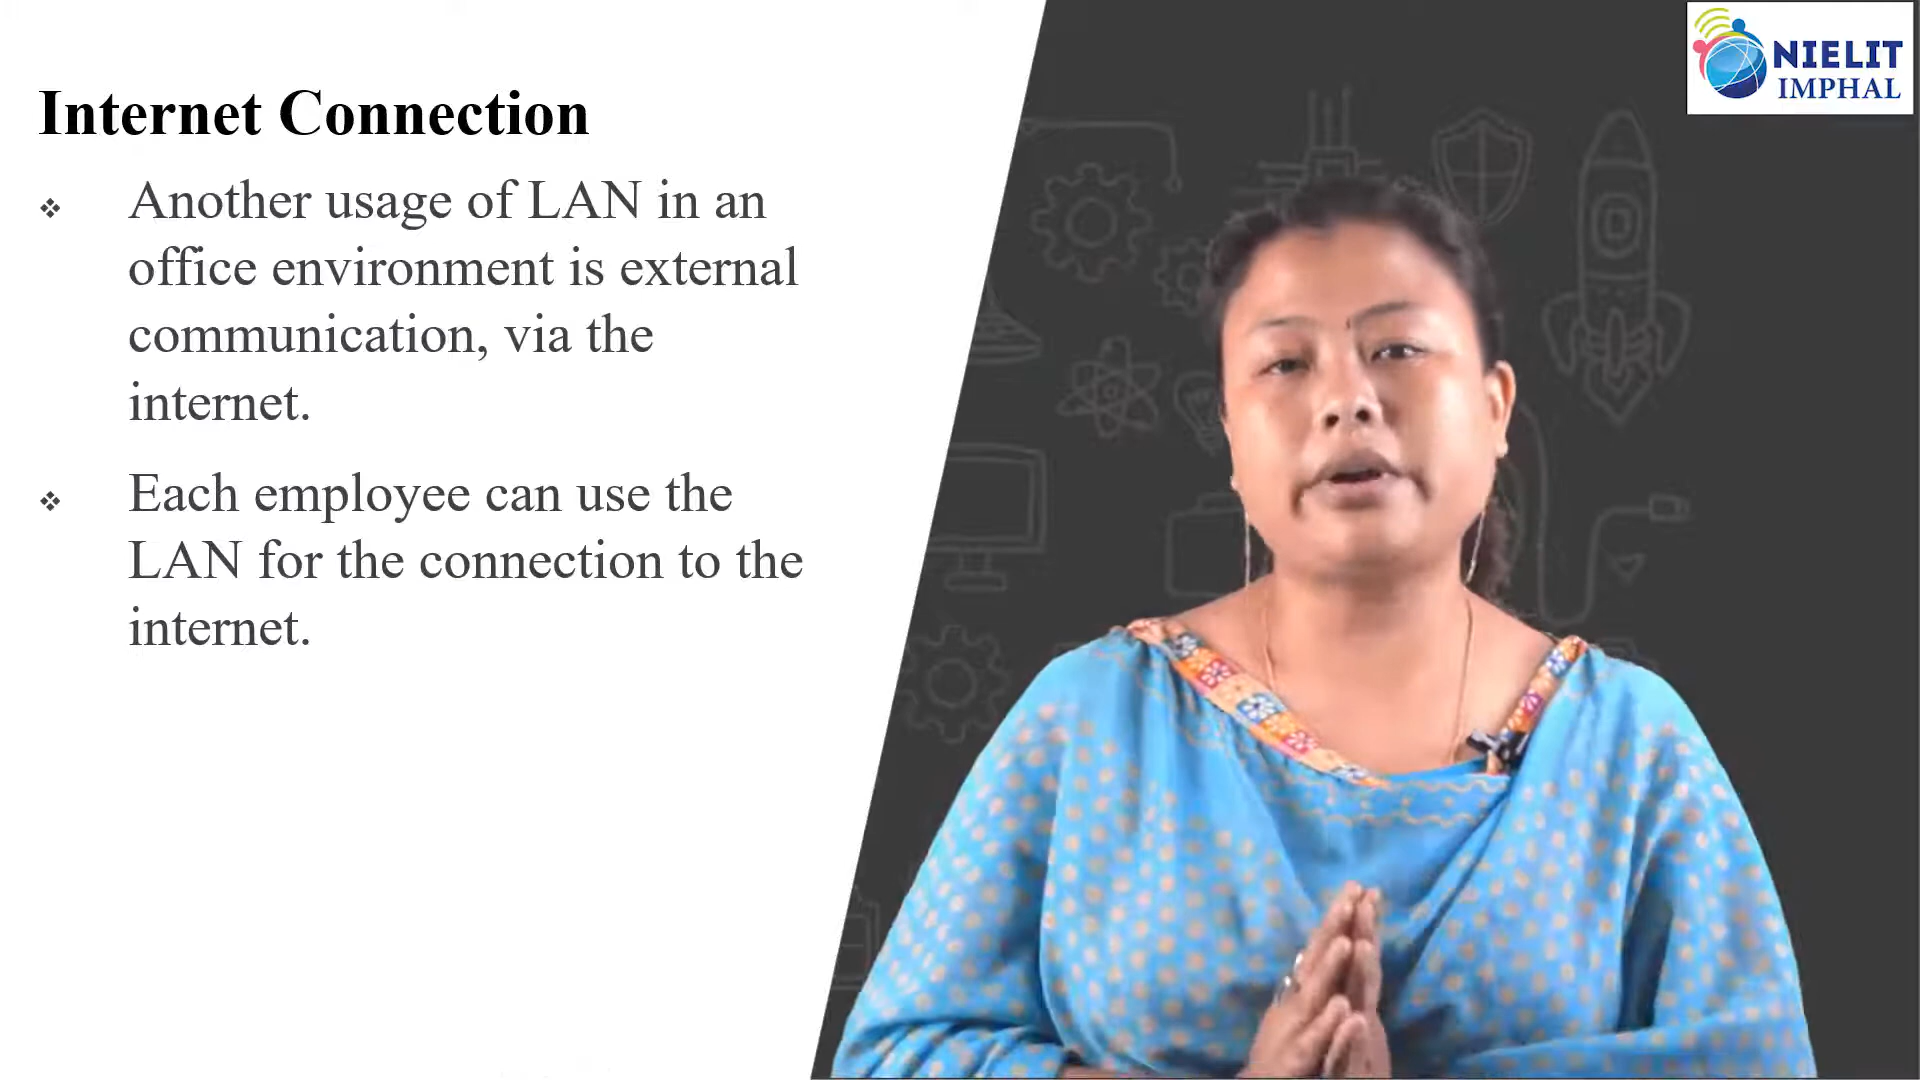 NIELIT
IMPHAL
Internet Connection
Another usage of LAN in an
office environment is external
communication, via the
internet.
Each employee can use the
LAN for the connection to the
internet.